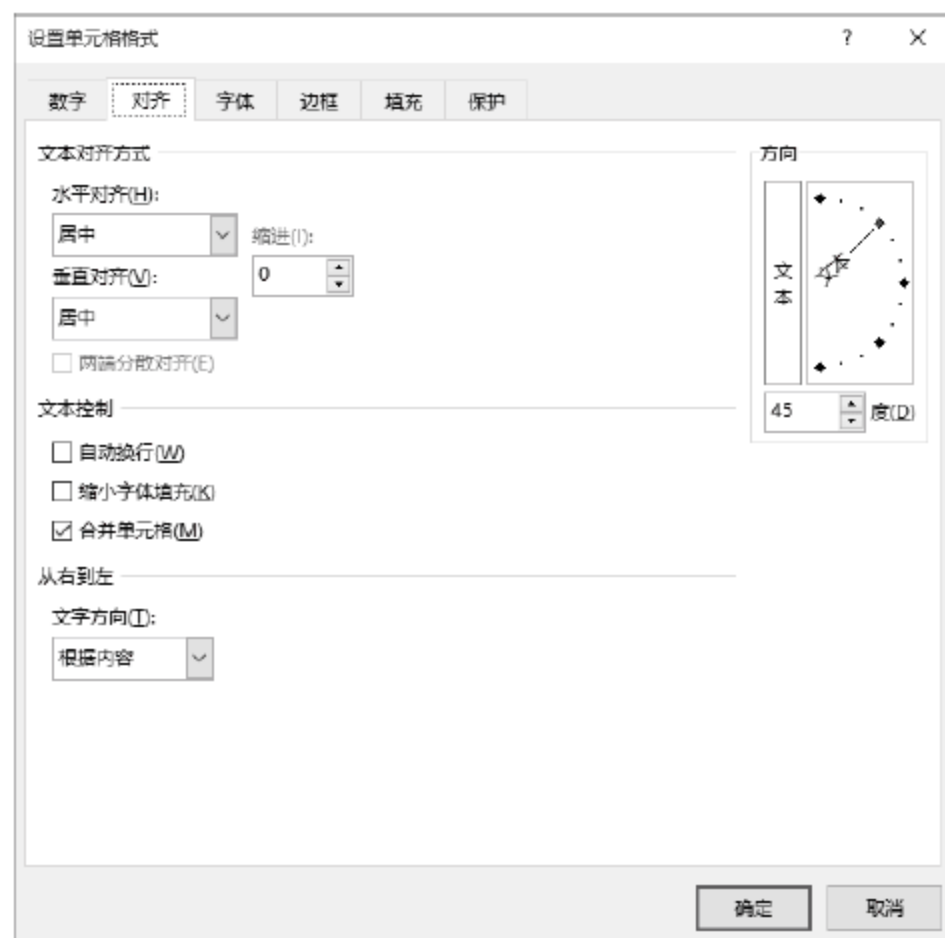 设置单元格格式 ?
数字 对齐 字体 边框 填充 保护
文本对齐方式
水平对齐(H):
居中
缩进(I):
0
垂直对齐(V):
居中
两端分散对齐(E)
文本控制
自动换行(W)
缩小字体填充(K)
合并单元格(M)
从右到左
文字方向(T):
根据内容
方向
文本
文本
45 度(D)
确定 取消